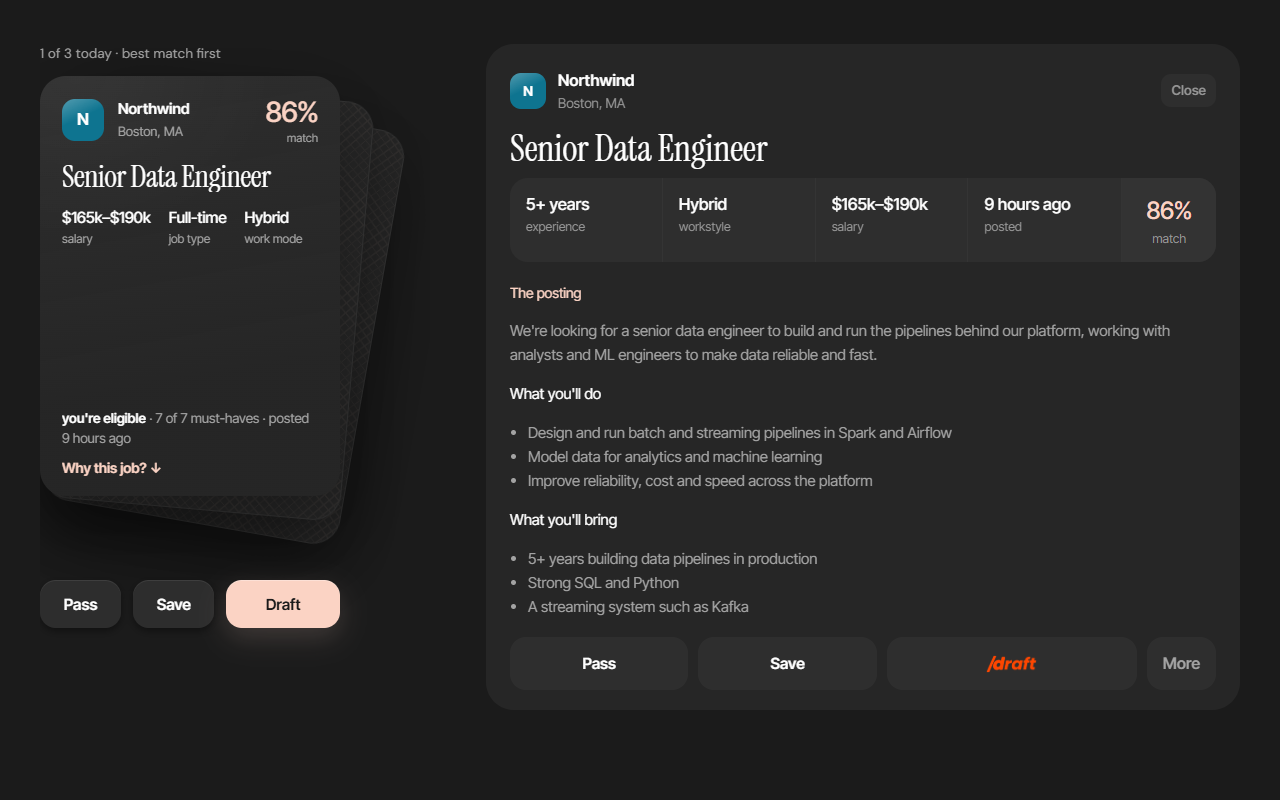 1 of 3 today · best match first
N
Northwind
Boston, MA
86%
match
Senior Data Engineer
$165k–$190k
salary
Full-time
job type
Hybrid
work mode
you're eligible · 7 of 7 must-haves · posted
9 hours ago
Why this job? ↓
Pass
Save
Draft
N
Northwind
Boston, MA
Close
Senior Data Engineer
5+ years
experience
Hybrid
workstyle
$165k–$190k
salary
9 hours ago
posted
86%
match
The posting
We're looking for a senior data engineer to build and run the pipelines behind our platform, working with
analysts and ML engineers to make data reliable and fast.
What you'll do
• Design and run batch and streaming pipelines in Spark and Airflow
• Model data for analytics and machine learning
• Improve reliability, cost and speed across the platform
What you'll bring
• 5+ years building data pipelines in production
• Strong SQL and Python
• A streaming system such as Kafka
Pass
Save
/draft
More